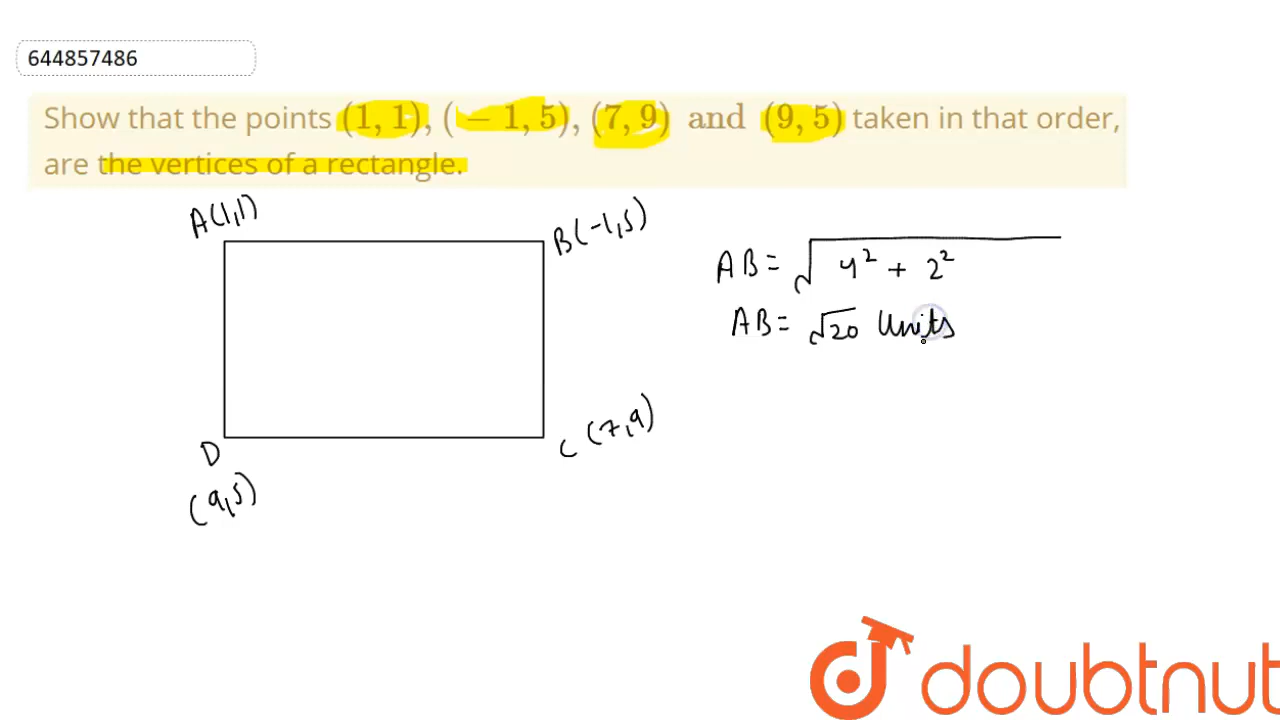 644857486
Show that the points (1, 1), (− 1, 5), (7, 9) and (9, 5) taken in that order,
are the vertices of a rectangle.
A(1,1)
B(-1,5)
AB = √4² + 2²
AB = √20 Units
D
C (7,9)
(9,5)
doubtnut